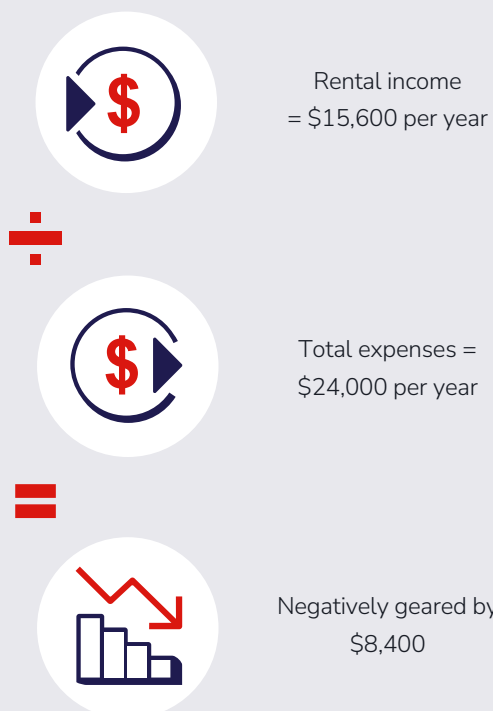 $
Rental income
= $15,600 per year
÷
$
Total expenses =
$24,000 per year
=
Negatively geared by
$8,400